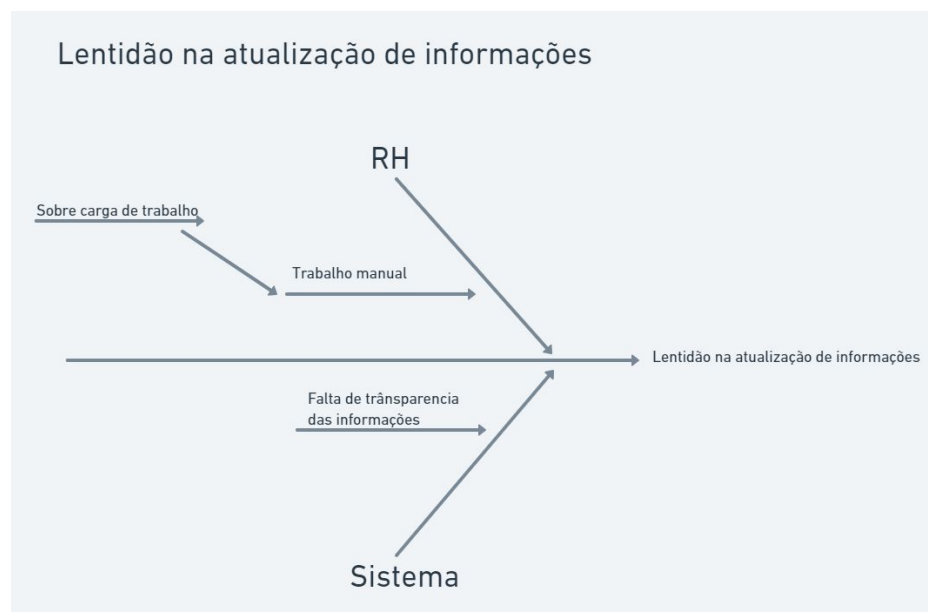 Lentidão na atualização de informações
RH
Sobre carga de trabalho
Trabalho manual
Lentidão na atualização de informações
Falta de trânsparencia
das informações
Sistema